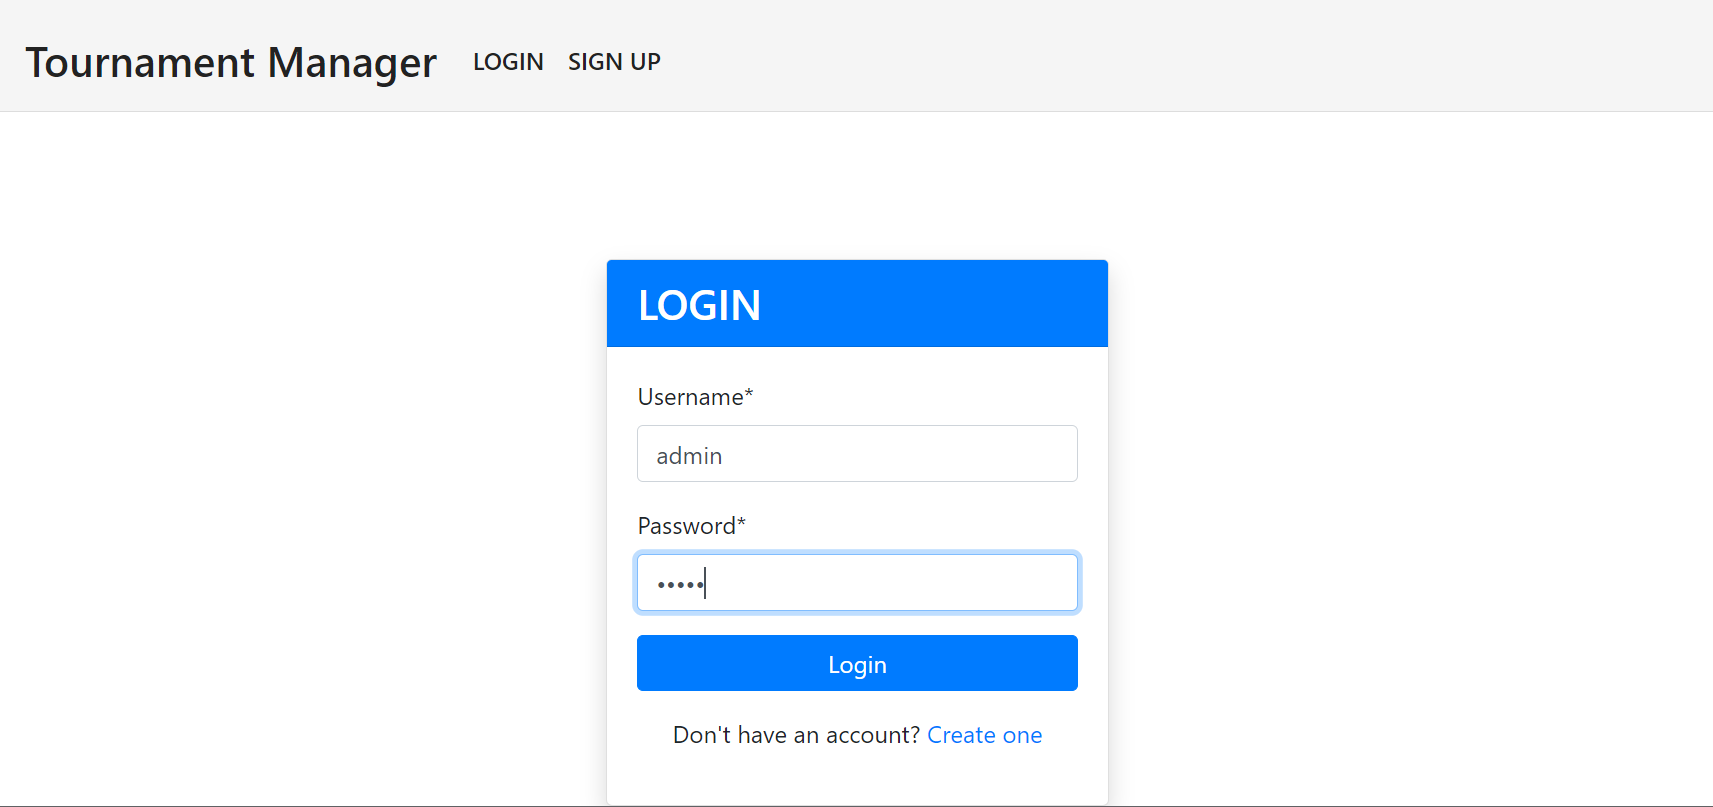 Tournament Manager LOGIN SIGN UP
LOGIN
Username*
admin
Password*
•••••
Login
Don't have an account? Create one